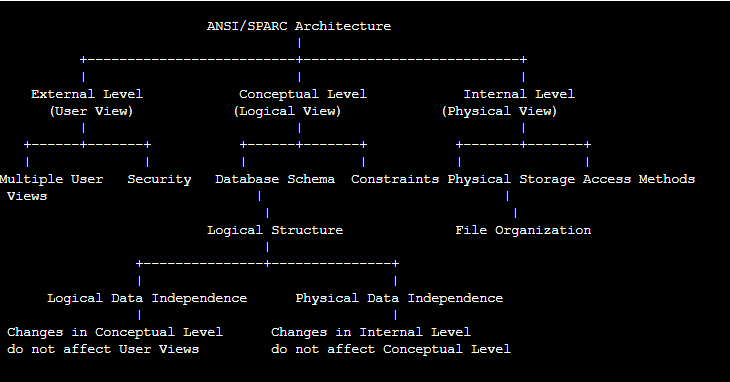 ANSI/SPARC Architecture
External Level Conceptual Level Internal Level
(User View) (Logical View) (Physical View)
Multiple User Security Database Schema Constraints Physical Storage Access Methods
Views
Logical Structure File Organization
Logical Data Independence Physical Data Independence
Changes in Conceptual Level Changes in Internal Level
do not affect User Views do not affect Conceptual Level